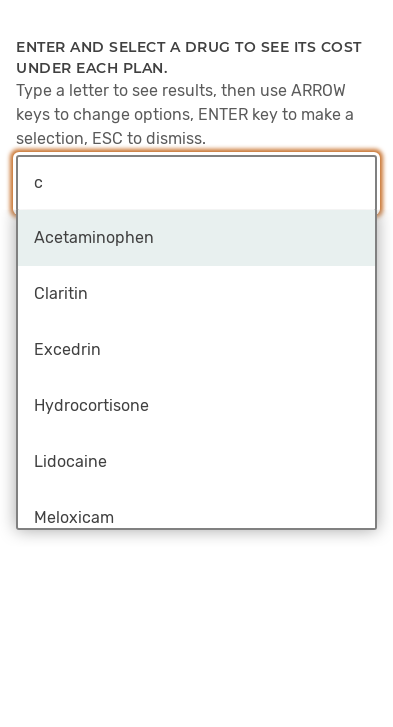 ENTER AND SELECT A DRUG TO SEE ITS COST
UNDER EACH PLAN.
Type a letter to see results, then use ARROW
keys to change options, ENTER key to make a
selection, ESC to dismiss.
c
Acetaminophen
Claritin
Excedrin
Hydrocortisone
Lidocaine
Meloxicam